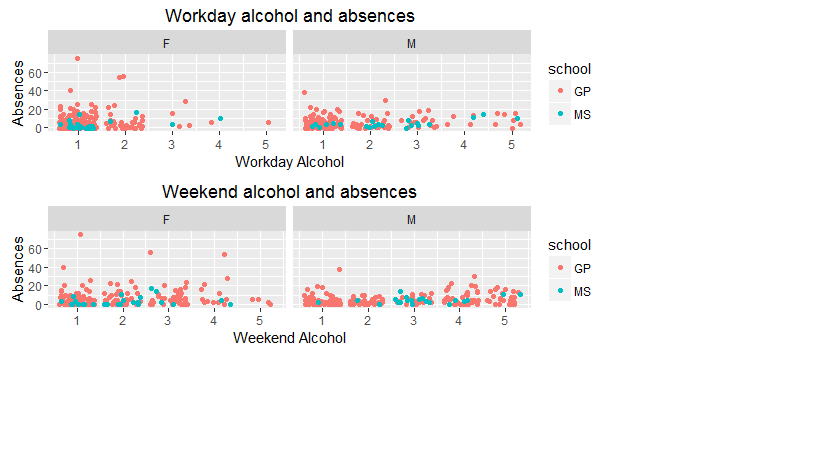 Workday alcohol and absences
F M
60
40
20
0
Absences
1 2 3 4 5 1 2 3 4 5
Workday Alcohol
school
GP
MS
Weekend alcohol and absences
F M
60
40
20
0
Absences
1 2 3 4 5 1 2 3 4 5
Weekend Alcohol
school
GP
MS